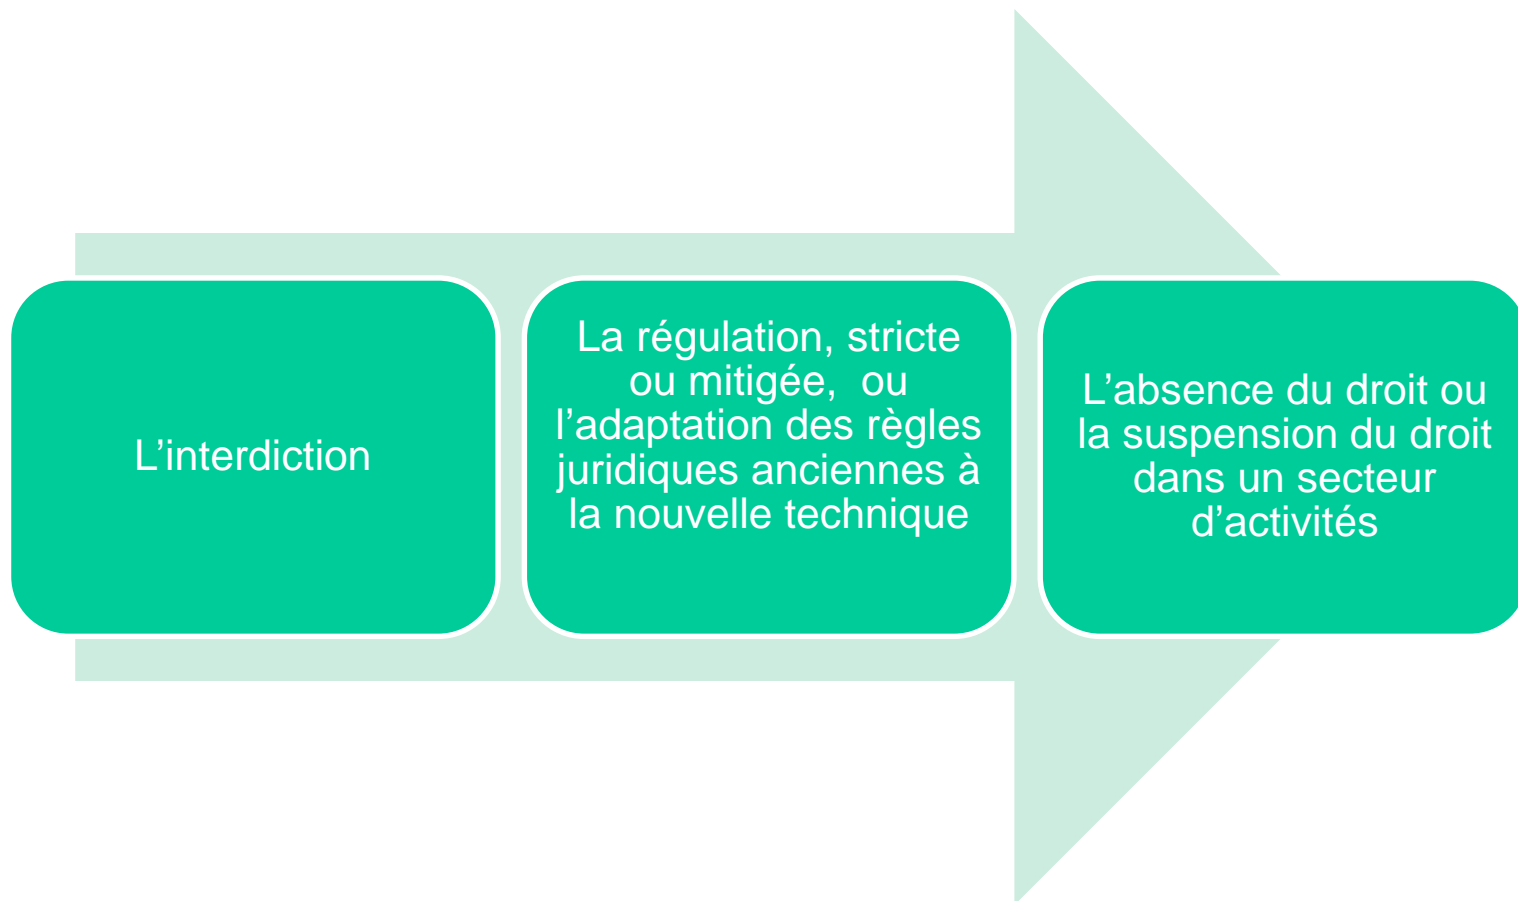 L’interdiction
La régulation, stricte
ou mitigée,  ou
l’adaptation des règles
juridiques anciennes à
la nouvelle technique
L’absence du droit ou
la suspension du droit
dans un secteur
d’activités